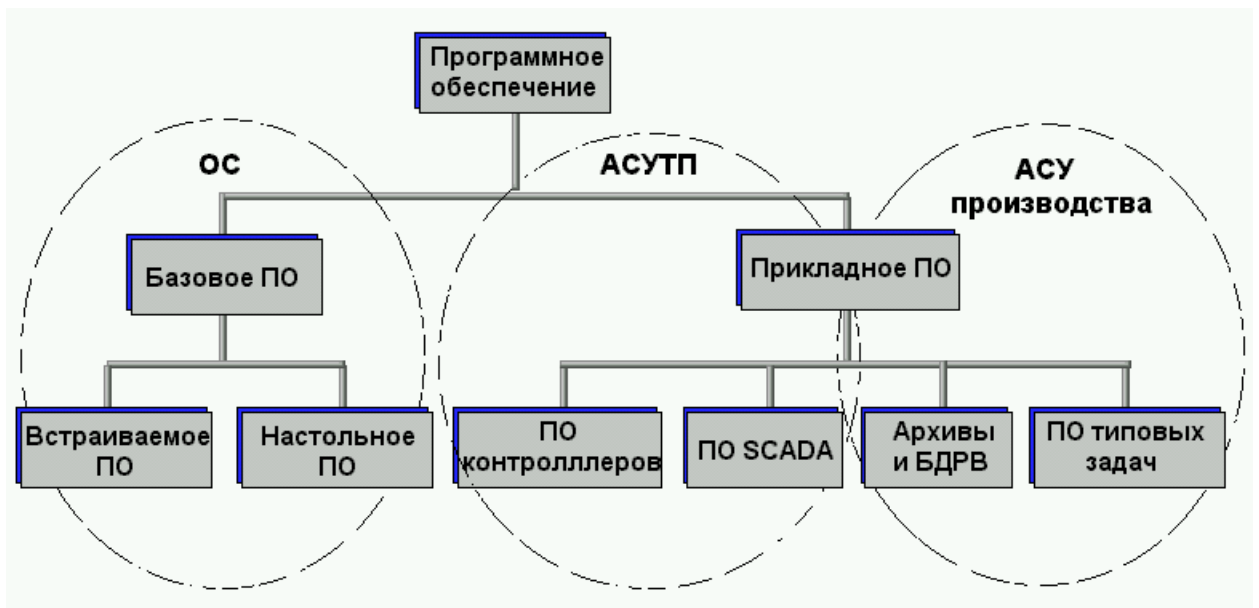 Программное
обеспечение
ОС
АСУТП
АСУ
производства
Базовое ПО
Прикладное ПО
Встраиваемое
ПО
Настольное
ПО
ПО
контролллеров
ПО SCADA
Архивы
и БДРВ
ПО типовых
задач